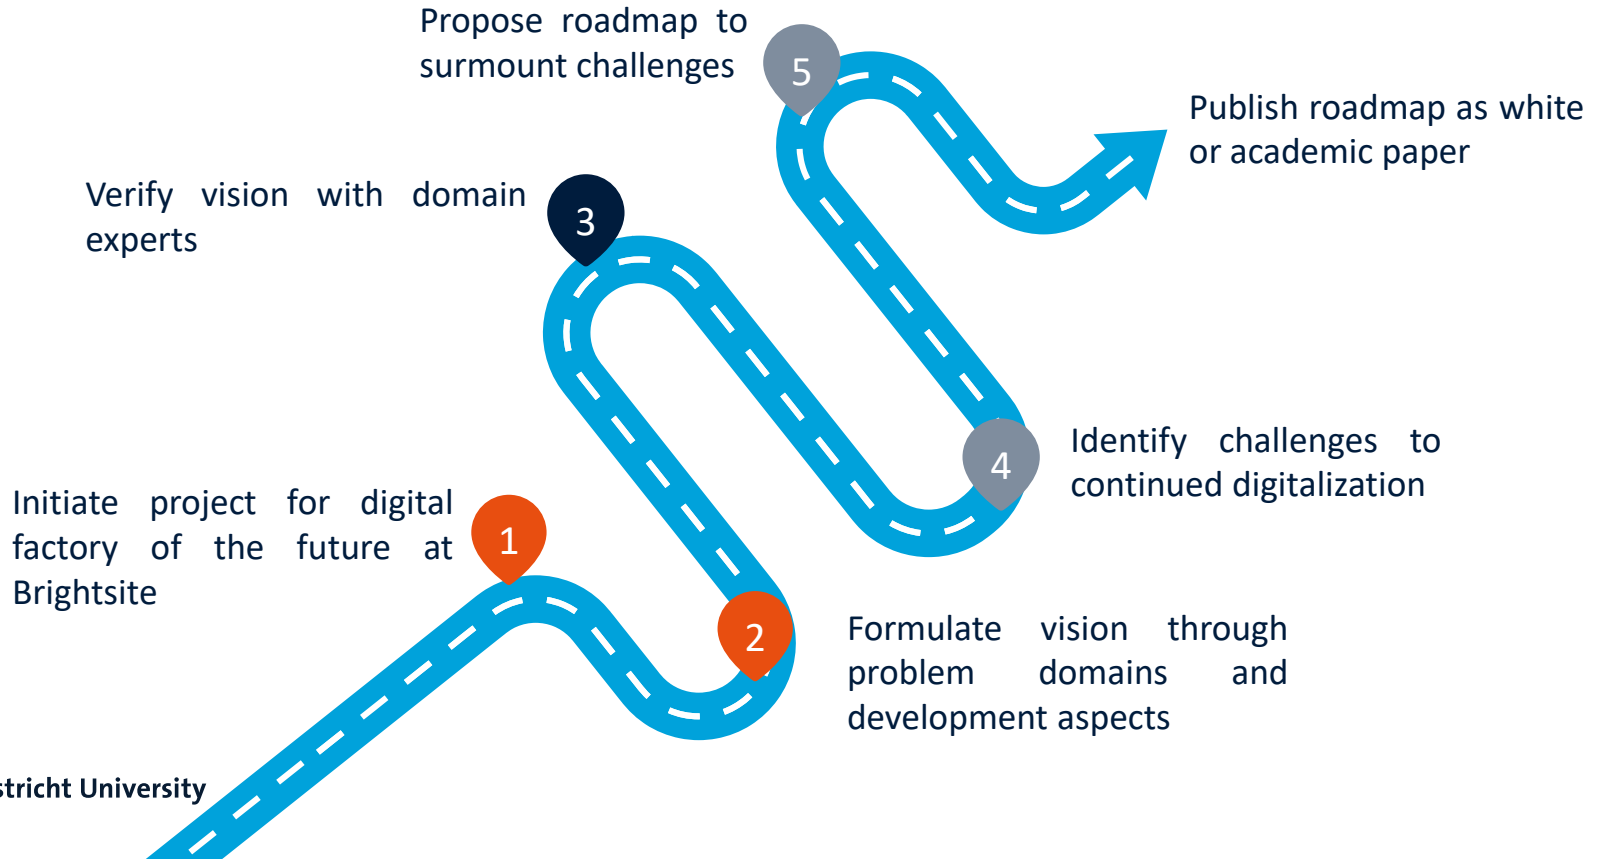 Propose roadmap to
surmount challenges
5
Publish roadmap as white
or academic paper
Verify vision with domain
experts
3
Identify challenges to
continued digitalization
4
Initiate project for digital
factory of the future at
Brightsite
1
2
Formulate vision through
problem domains and
development aspects
stricht University